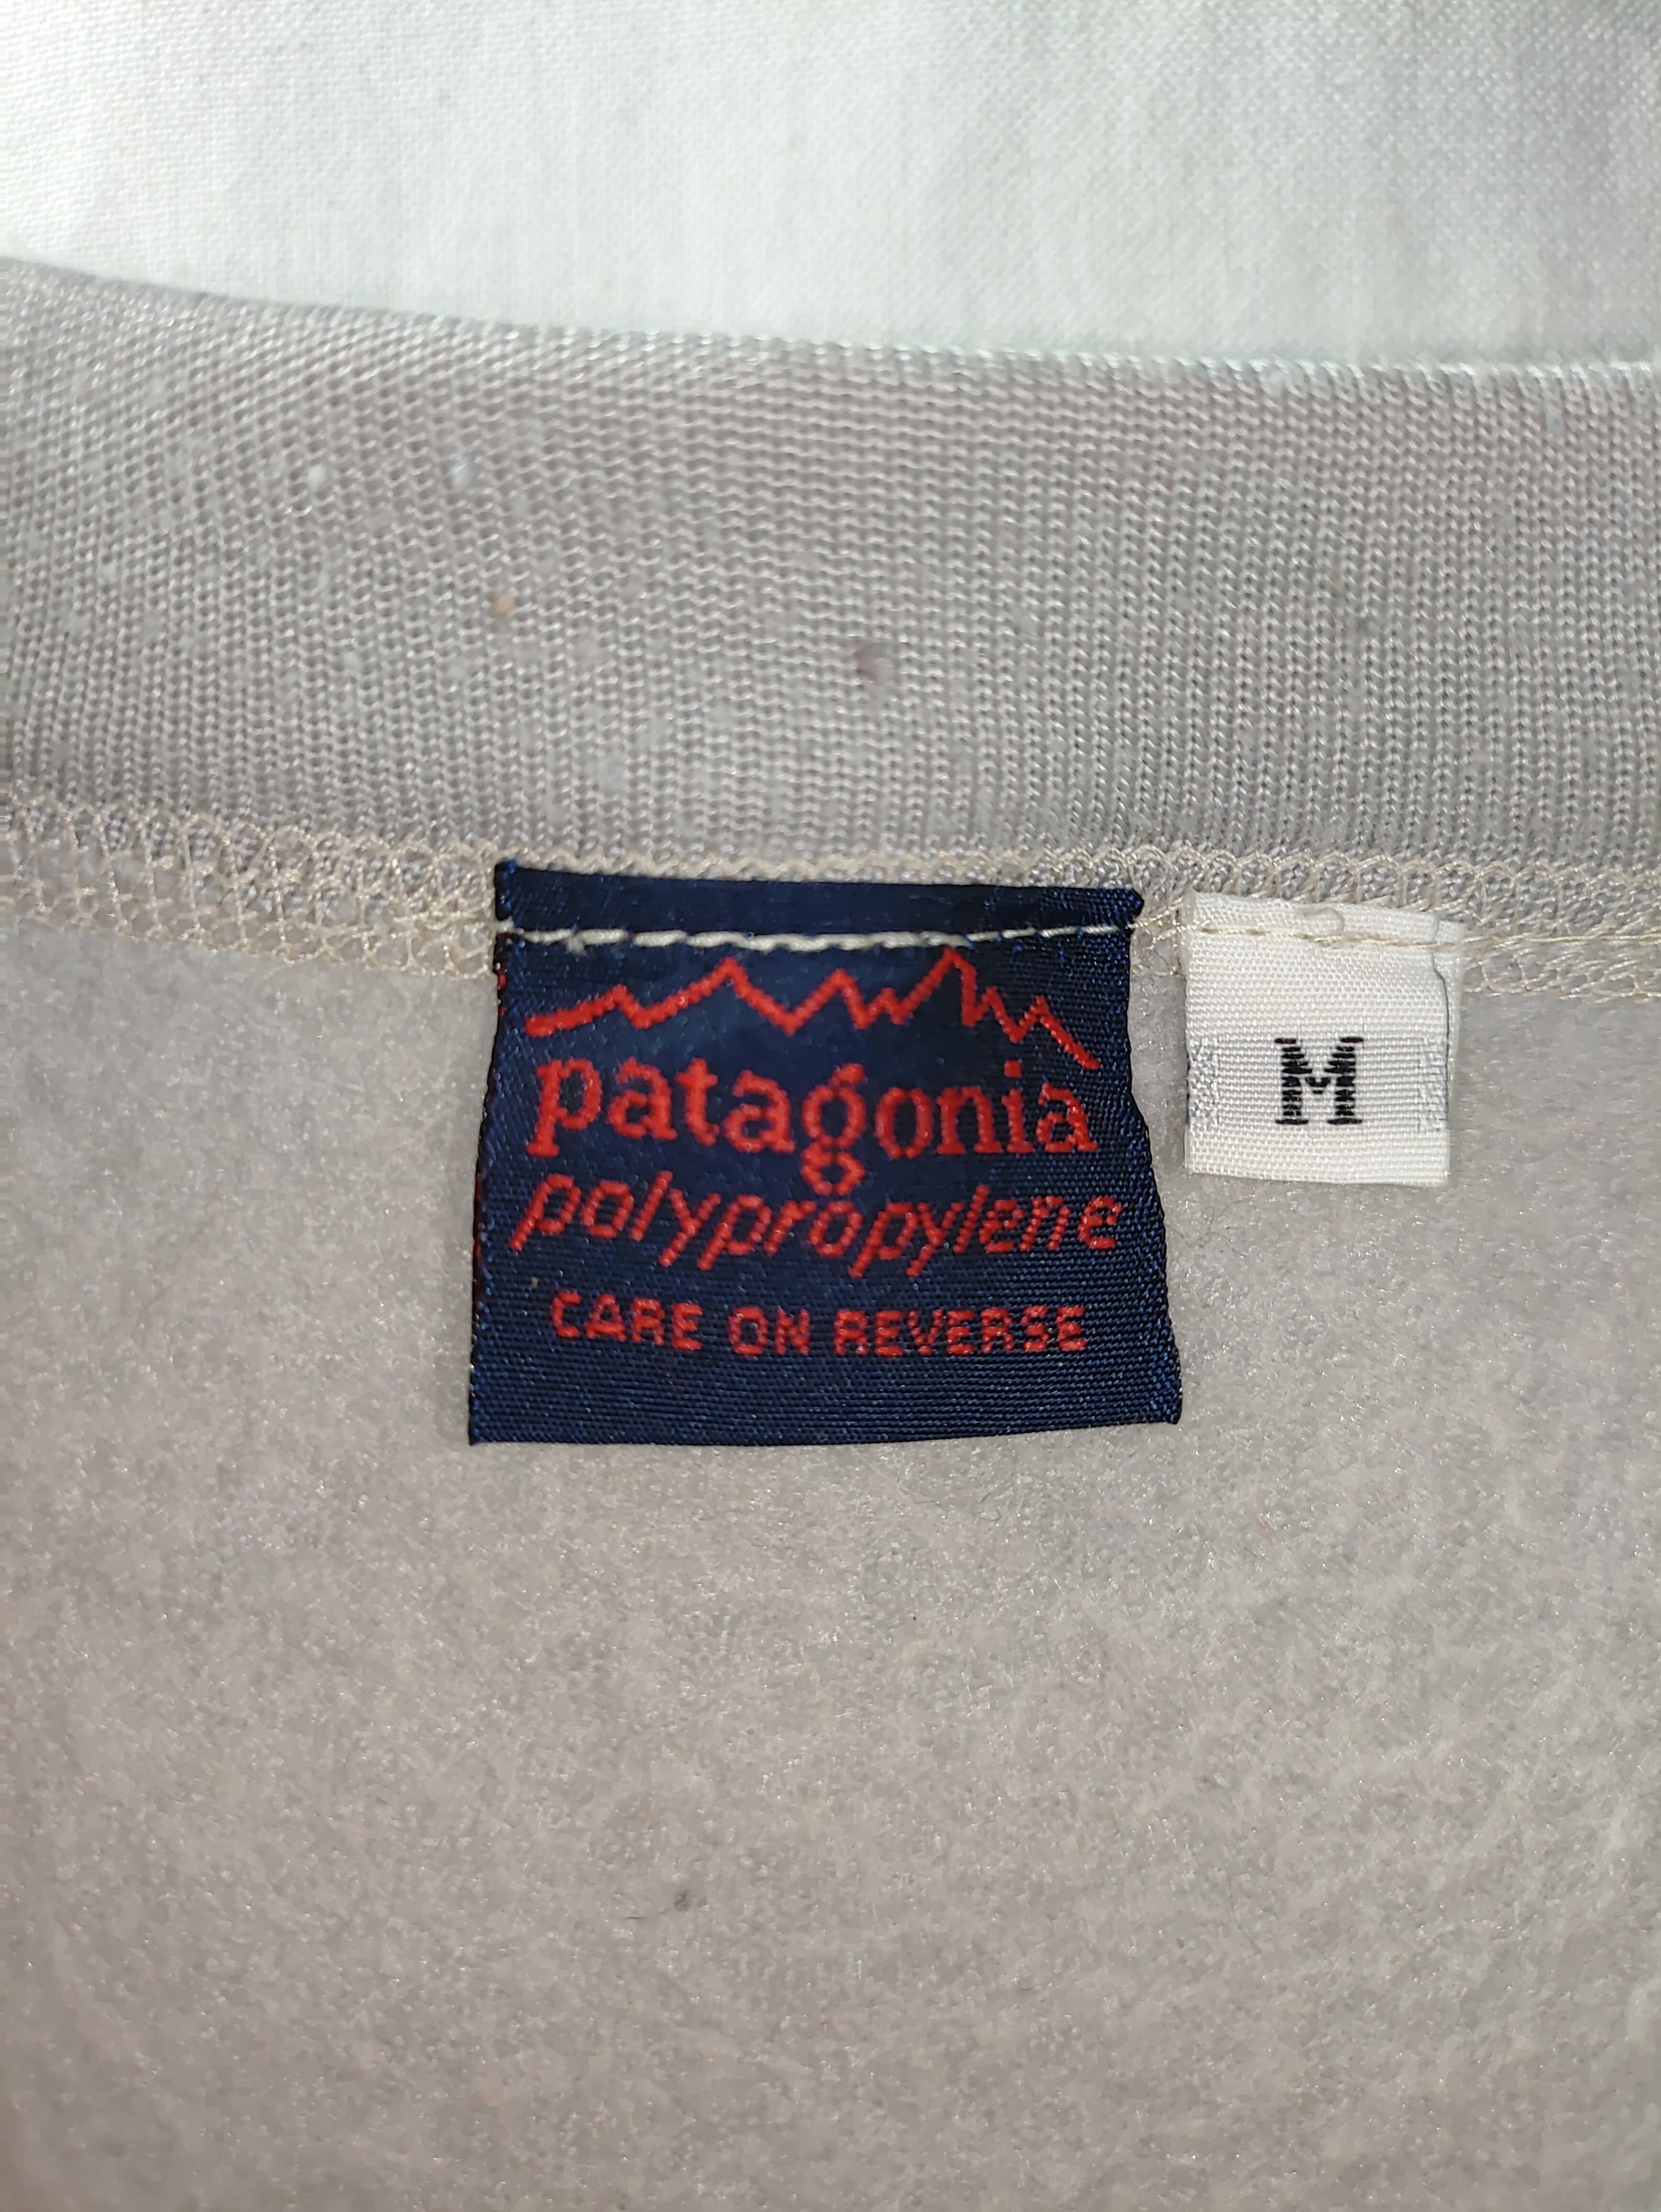 patagonia
polypropylene
CARE ON REVERSE
M